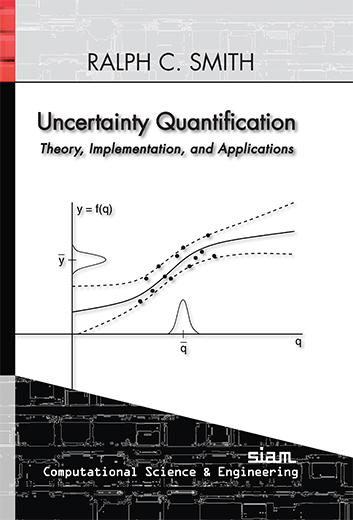 RALPH C. SMITH
Uncertainty Quantification
Theory, Implementation, and Applications
y = f(q)
y̅
q
q̅
siam
Computational Science & Engineering